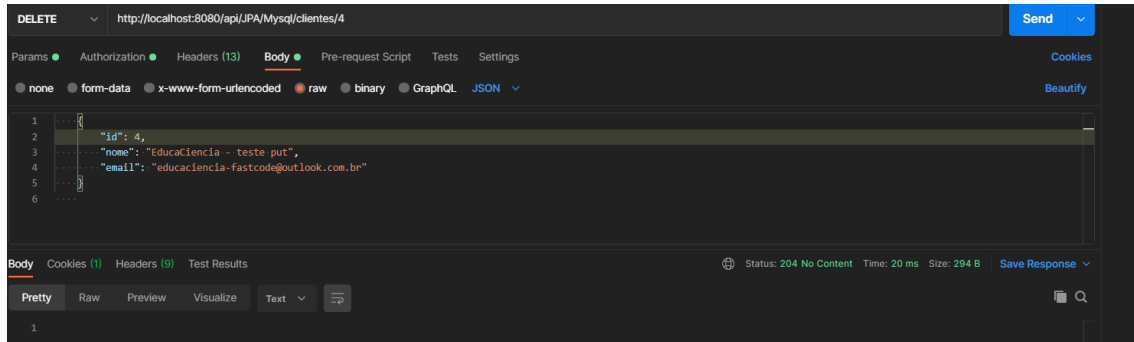 DELETE http://localhost:8080/api/JPA/Mysql/clientes/4 Send
Params Authorization Headers (13) Body Pre-request Script Tests Settings Cookies
none form-data x-www-form-urlencoded raw binary GraphQL JSON Beautify
1 {
2 "id": 4,
3 "nome": "EducaCiencia - teste put",
4 "email": "educaciencia-fastcode@outlook.com.br"
5 }
6
Body Cookies (1) Headers (9) Test Results Status: 204 No Content Time: 20 ms Size: 294 B Save Response
Pretty Raw Preview Visualize Text
1